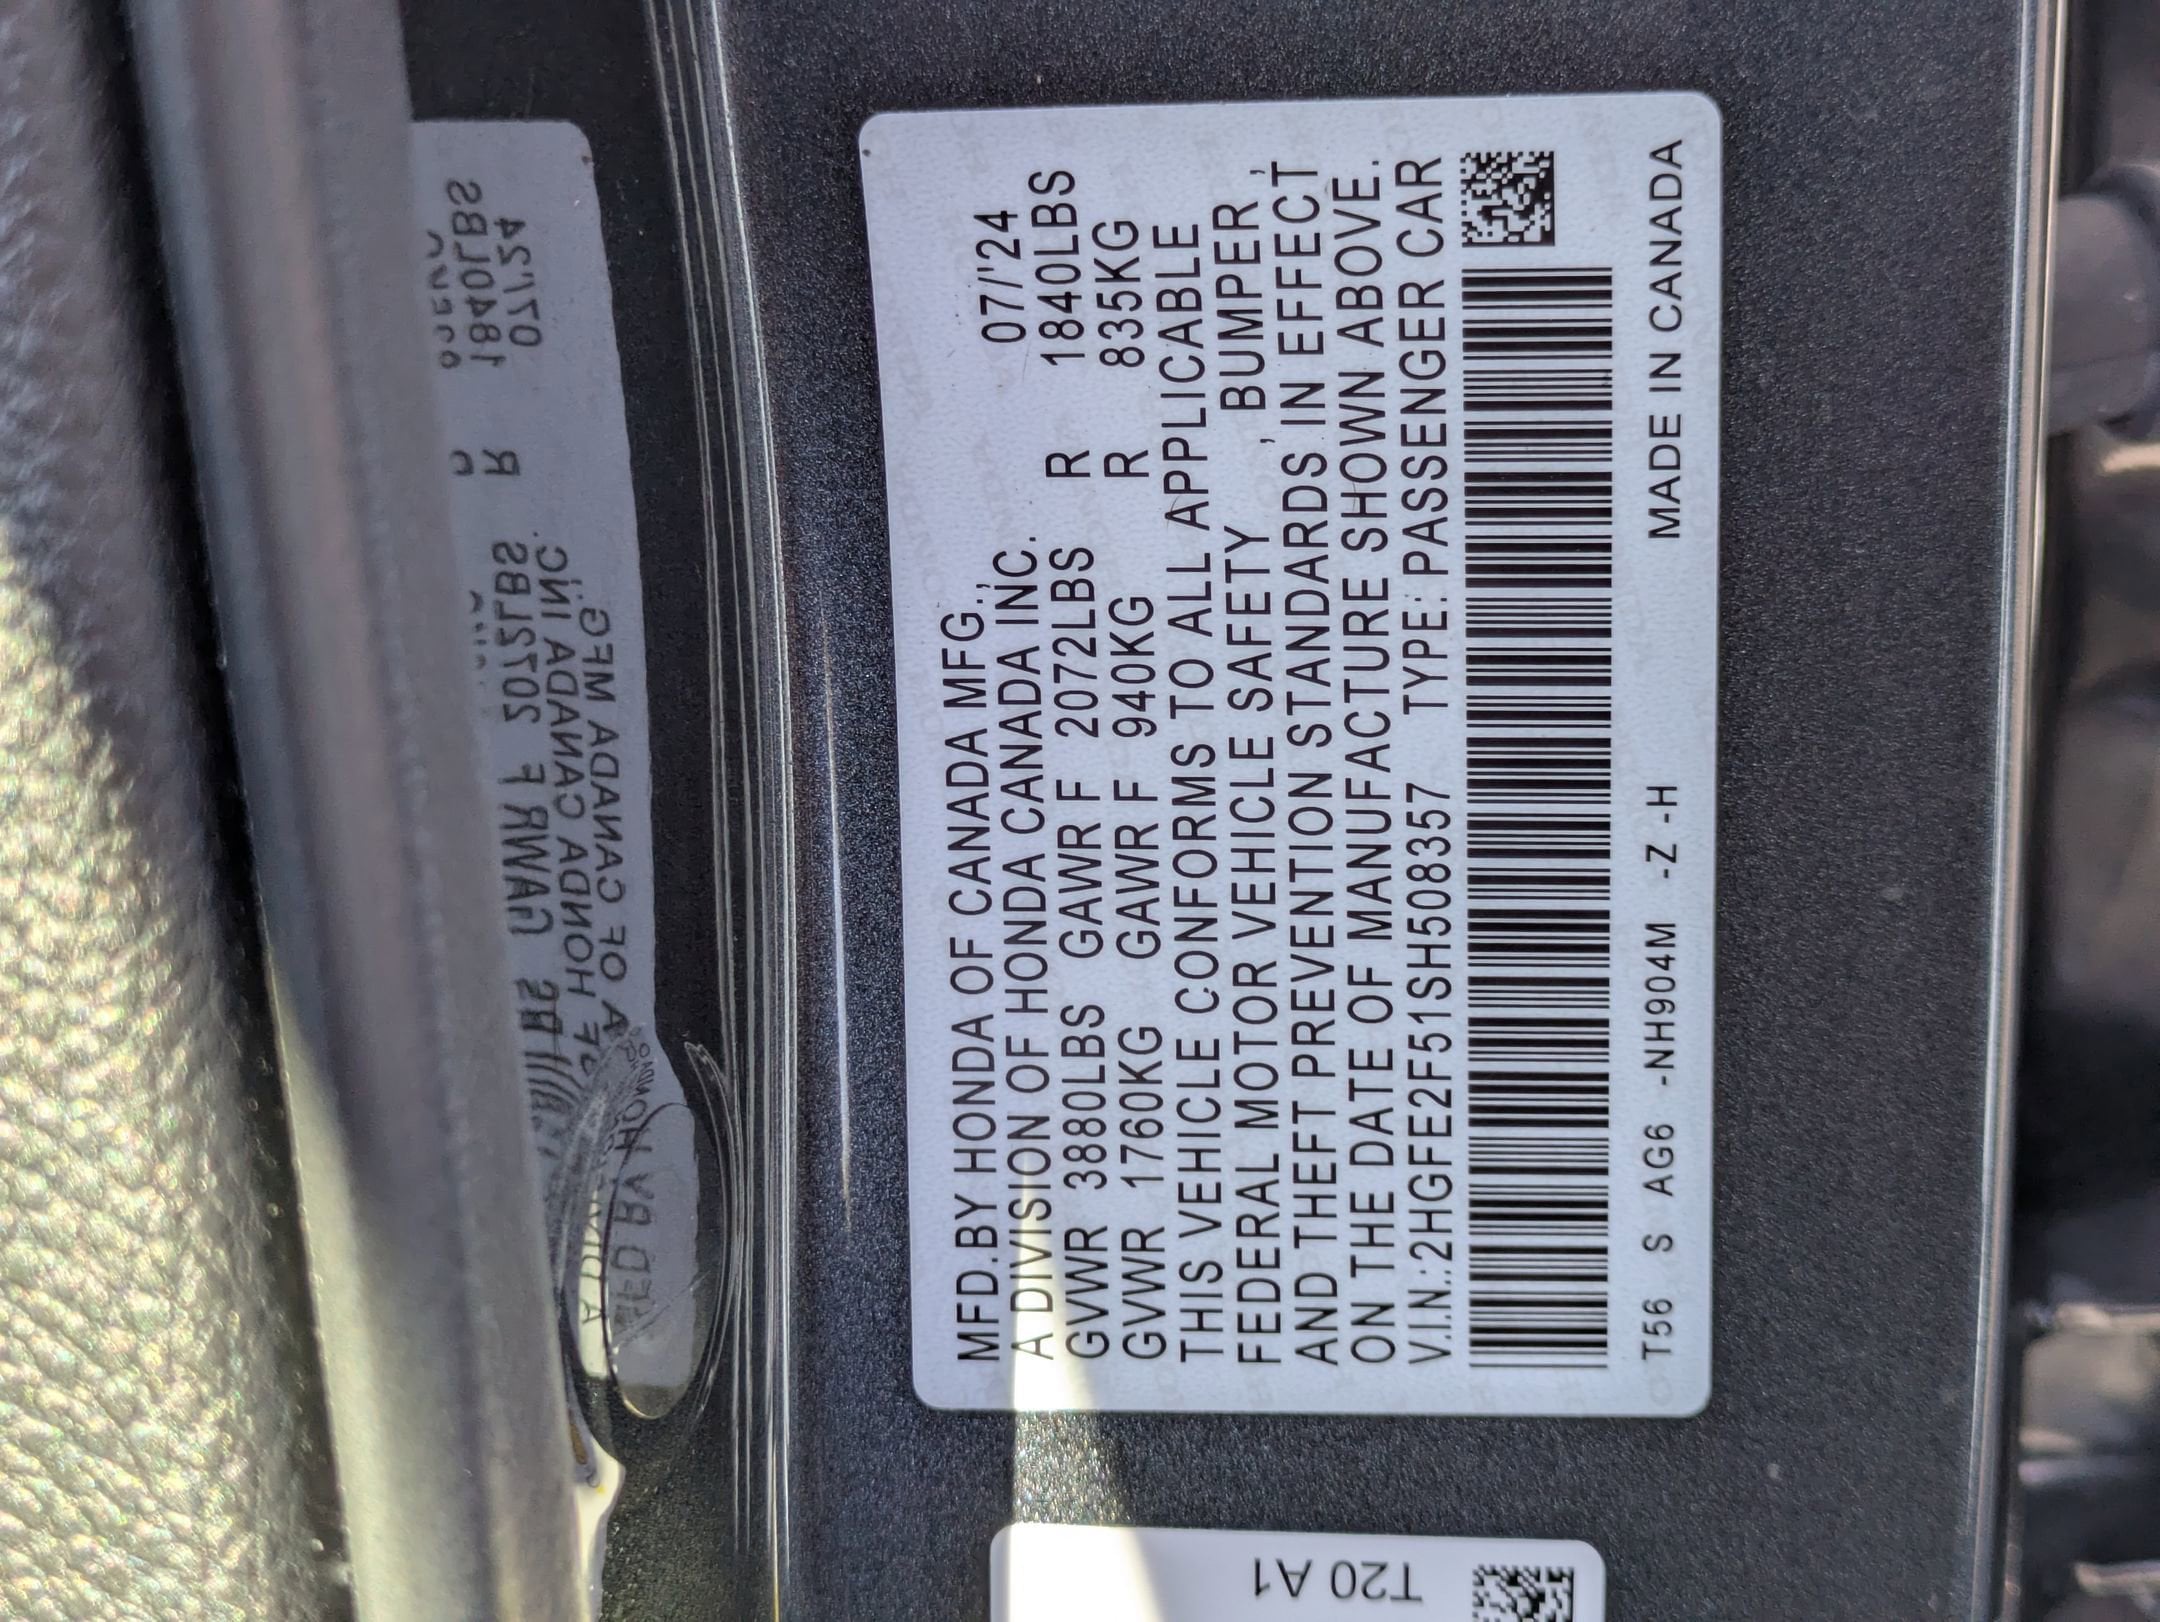 MFD.BY HONDA OF CANADA MFG.,
A DIVISION OF HONDA CANADA INC.
07/'24
GVWR 3880LBS GAWR F 2072LBS R 1840LBS
GVWR 1760KG GAWR F 940KG R 835KG
THIS VEHICLE CONFORMS TO ALL APPLICABLE
FEDERAL MOTOR VEHICLE SAFETY , BUMPER ,
AND THEFT PREVENTION STANDARDS IN EFFECT
ON THE DATE OF MANUFACTURE SHOWN ABOVE.
V.I.N.:2HGFE2F51SH508357 TYPE: PASSENGER CAR
T56 S AG6 -NH904M -Z -H MADE IN CANADA
T20 A1